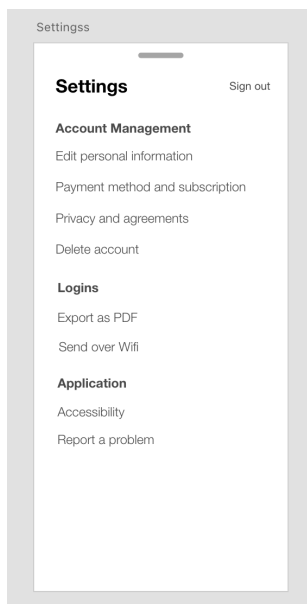 Settingss
Settings Sign out
Account Management
Edit personal information
Payment method and subscription
Privacy and agreements
Delete account
Logins
Export as PDF
Send over Wifi
Application
Accessibility
Report a problem